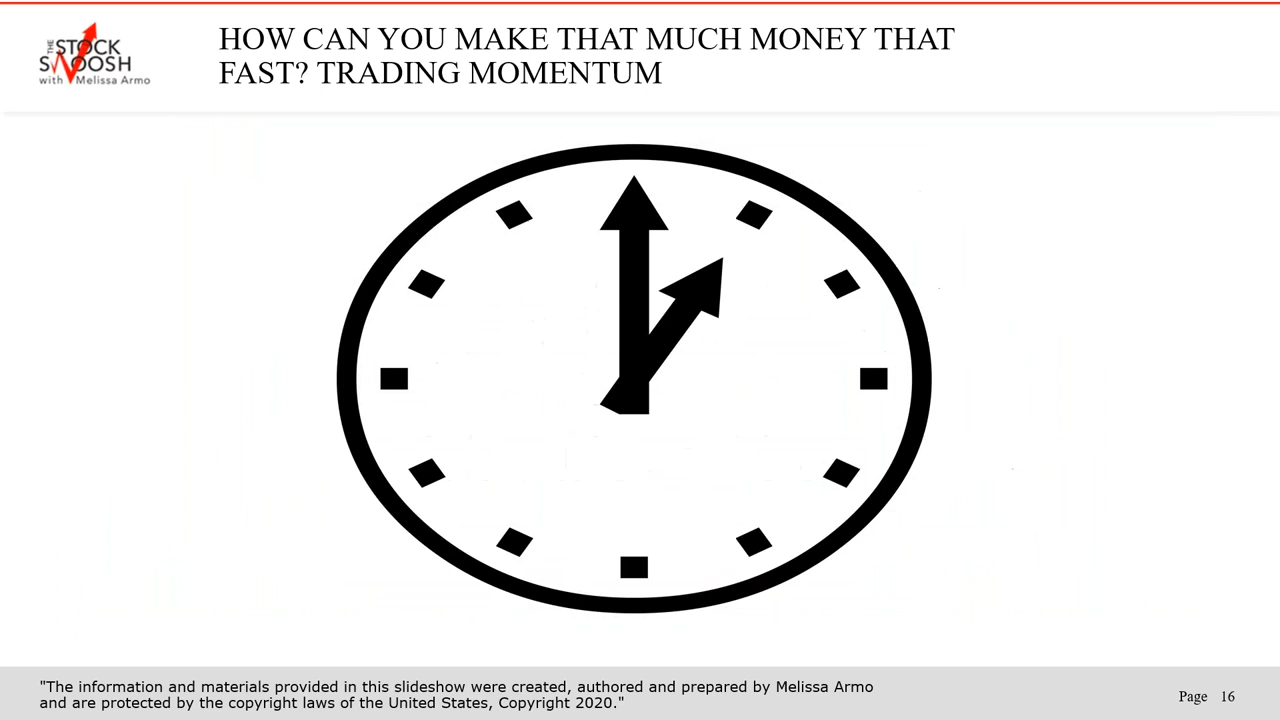 THE
STOCK
SWOOSH
with Melissa Armo
HOW CAN YOU MAKE THAT MUCH MONEY THAT
FAST? TRADING MOMENTUM
"The information and materials provided in this slideshow were created, authored and prepared by Melissa Armo
and are protected by the copyright laws of the United States, Copyright 2020."
Page 16